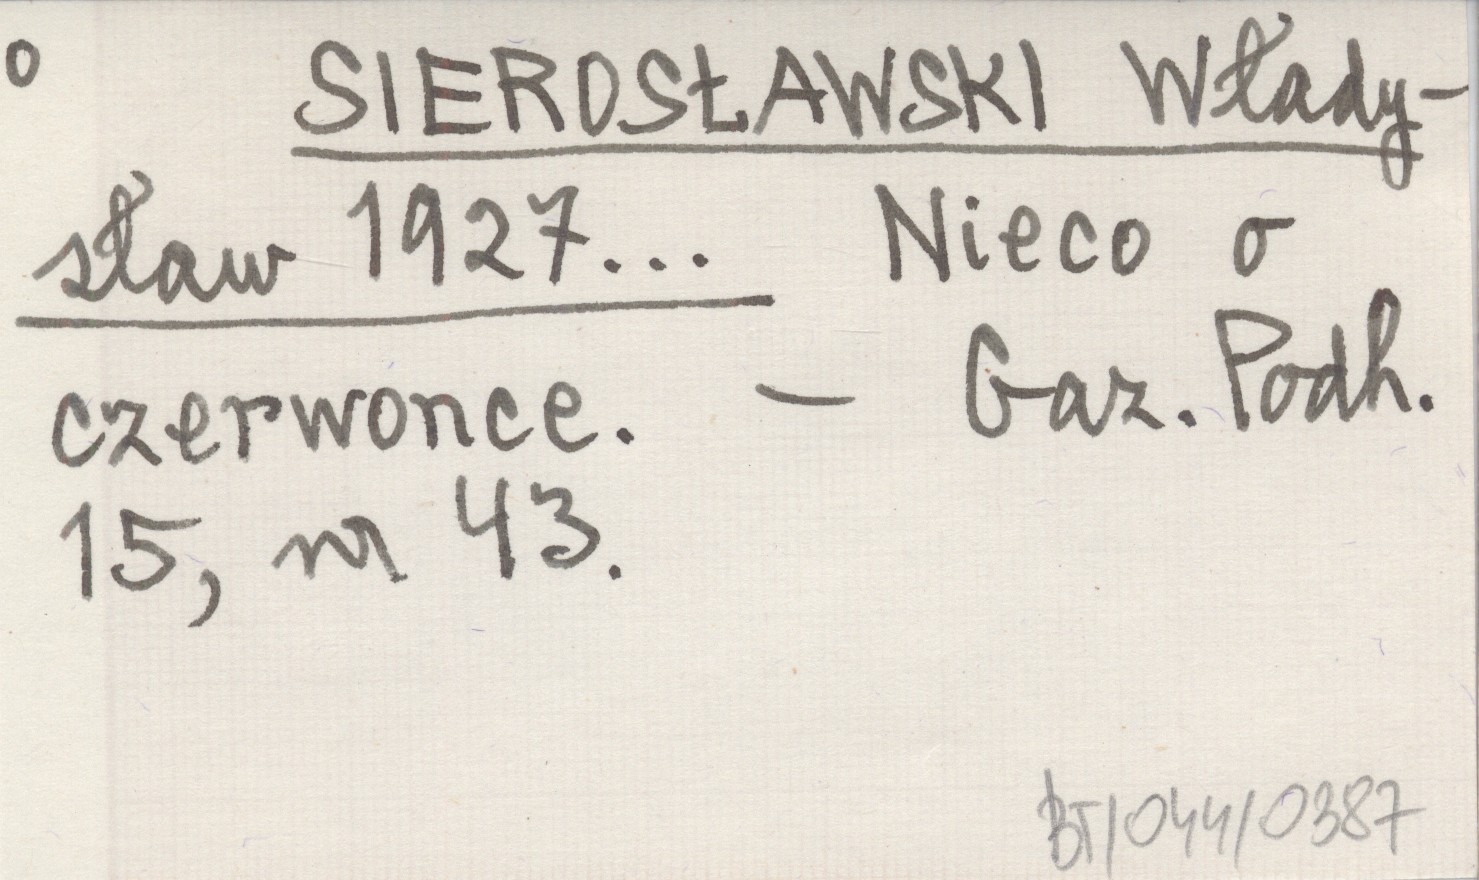 o
SIEROSŁAWSKI Włady-
sław 1927... Nieco o
czerwonce. – Gaz. Podh.
15, nr 43.
BT/044/0387